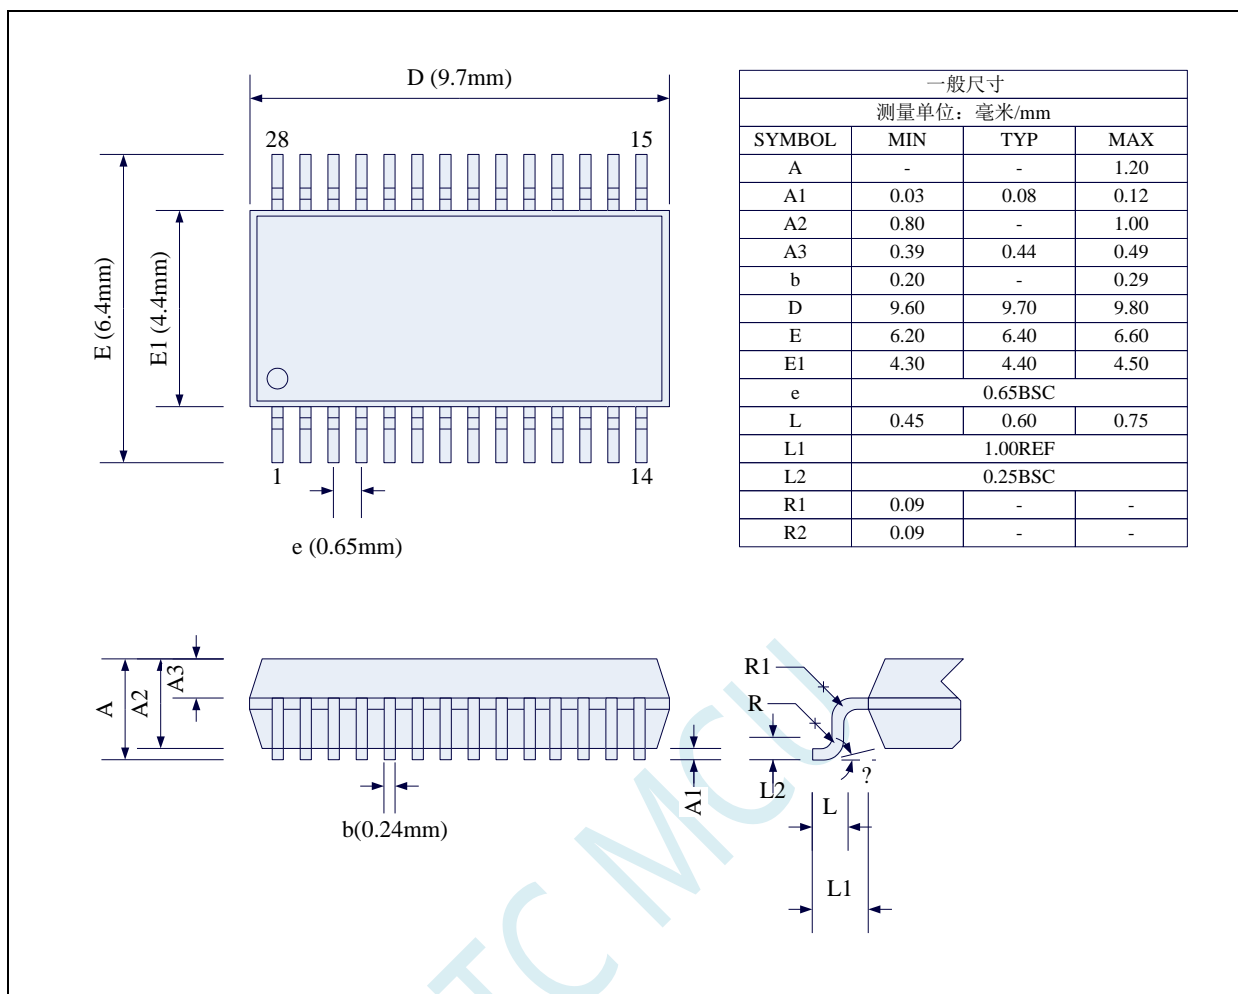 D (9.7mm)
28 15
E (6.4mm)
E1 (4.4mm)
1 14
e (0.65mm)
一般尺寸
测量单位：毫米/mm
SYMBOL MIN TYP MAX
A - - 1.20
A1 0.03 0.08 0.12
A2 0.80 - 1.00
A3 0.39 0.44 0.49
b 0.20 - 0.29
D 9.60 9.70 9.80
E 6.20 6.40 6.60
E1 4.30 4.40 4.50
e 0.65BSC
L 0.45 0.60 0.75
L1 1.00REF
L2 0.25BSC
R1 0.09 - -
R2 0.09 - -
A
A2
A3
A1
b(0.24mm)
R1
R
L2
?
L
L1
TC MCU